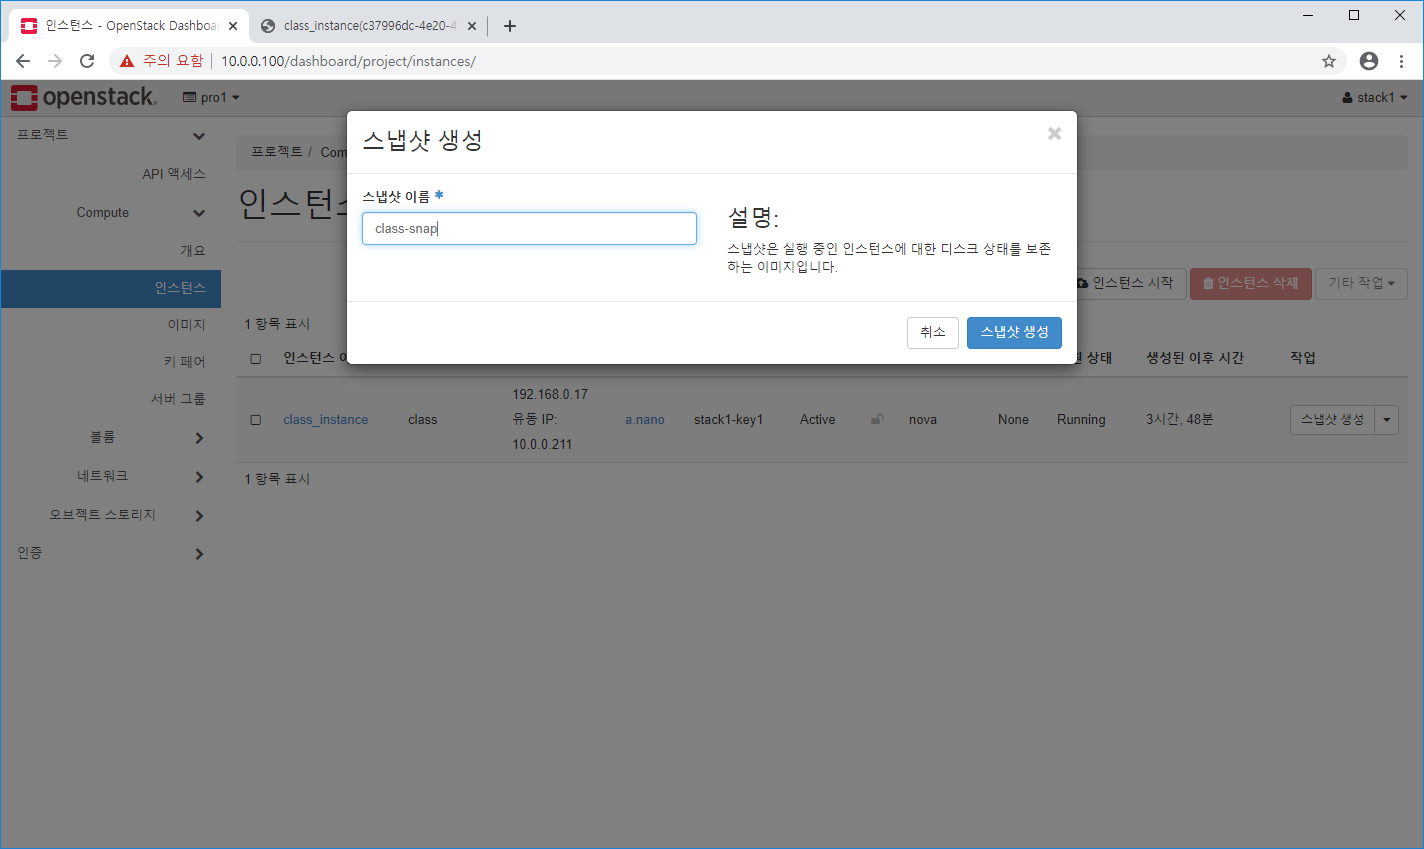 인스턴스 - OpenStack Dashboa
class_instance(c37996dc-4e20-4
주의 요함
10.0.0.100/dashboard/project/instances/
openstack.
pro1
stack1
프로젝트
API 액세스
Compute
개요
인스턴스
이미지
키 페어
서버 그룹
볼륨
네트워크
오브젝트 스토리지
인증
프로젝트 / Com
인스턴스
스냅샷 생성
스냅샷 이름 *
class-snap
설명:
스냅샷은 실행 중인 인스턴스에 대한 디스크 상태를 보존
하는 이미지입니다.
취소
스냅샷 생성
인스턴스 시작
인스턴스 삭제
기타 작업
1 항목 표시
인스턴스 상태 생성된 이후 시간 작업
class_instance class 192.168.0.17
유동 IP:
10.0.0.211
a.nano stack1-key1 Active nova None Running 3시간, 48분 스냅샷 생성
1 항목 표시